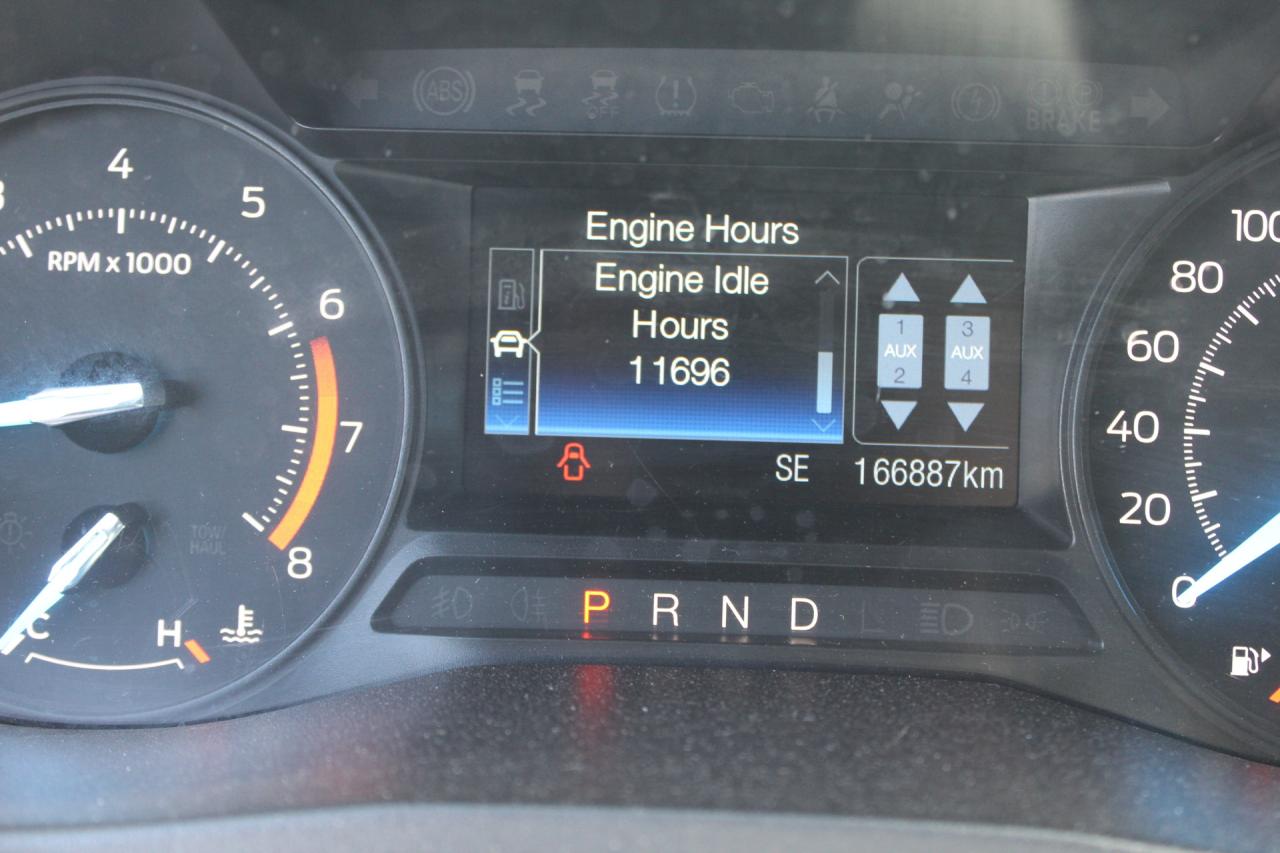 ABS
OFF
BRAKE
4
5
6
7
8
RPM x 1000
TOW/
HAUL
C
H
Engine Hours
Engine Idle
Hours
11696
1
AUX
2
3
AUX
4
SE
166887km
P R N D L
100
80
60
40
20
0